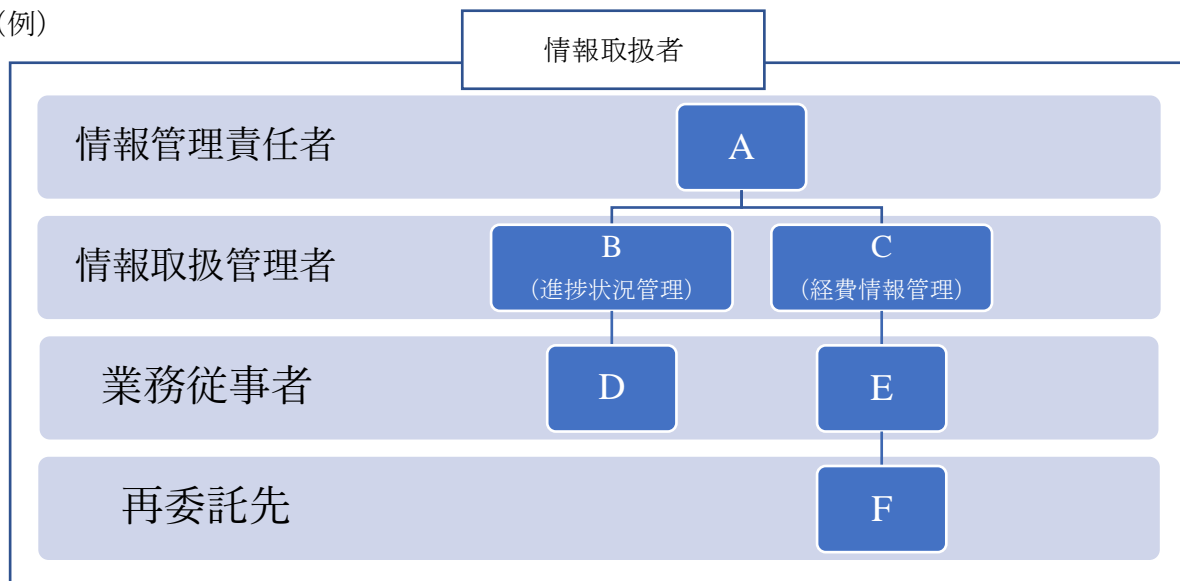 (例)
情報取扱者
情報管理責任者
A
情報取扱管理者
B
(進捗状況管理)
C
(経費情報管理)
業務従事者
D
E
再委託先
F